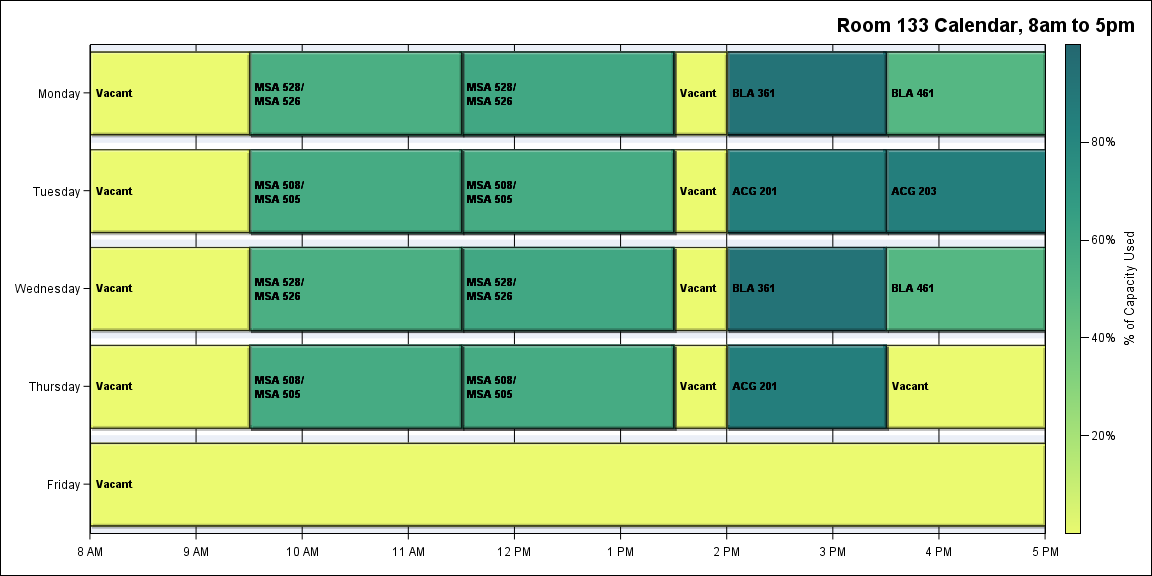 Room 133 Calendar, 8am to 5pm
Monday
Vacant
MSA 528/
MSA 526
MSA 528/
MSA 526
Vacant
BLA 361
BLA 461
Tuesday
Vacant
MSA 508/
MSA 505
MSA 508/
MSA 505
Vacant
ACG 201
ACG 203
Wednesday
Vacant
MSA 528/
MSA 526
MSA 528/
MSA 526
Vacant
BLA 361
BLA 461
Thursday
Vacant
MSA 508/
MSA 505
MSA 508/
MSA 505
Vacant
ACG 201
Vacant
Friday
Vacant
8 AM
9 AM
10 AM
11 AM
12 PM
1 PM
2 PM
3 PM
4 PM
5 PM
80%
60%
40%
20%
% of Capacity Used